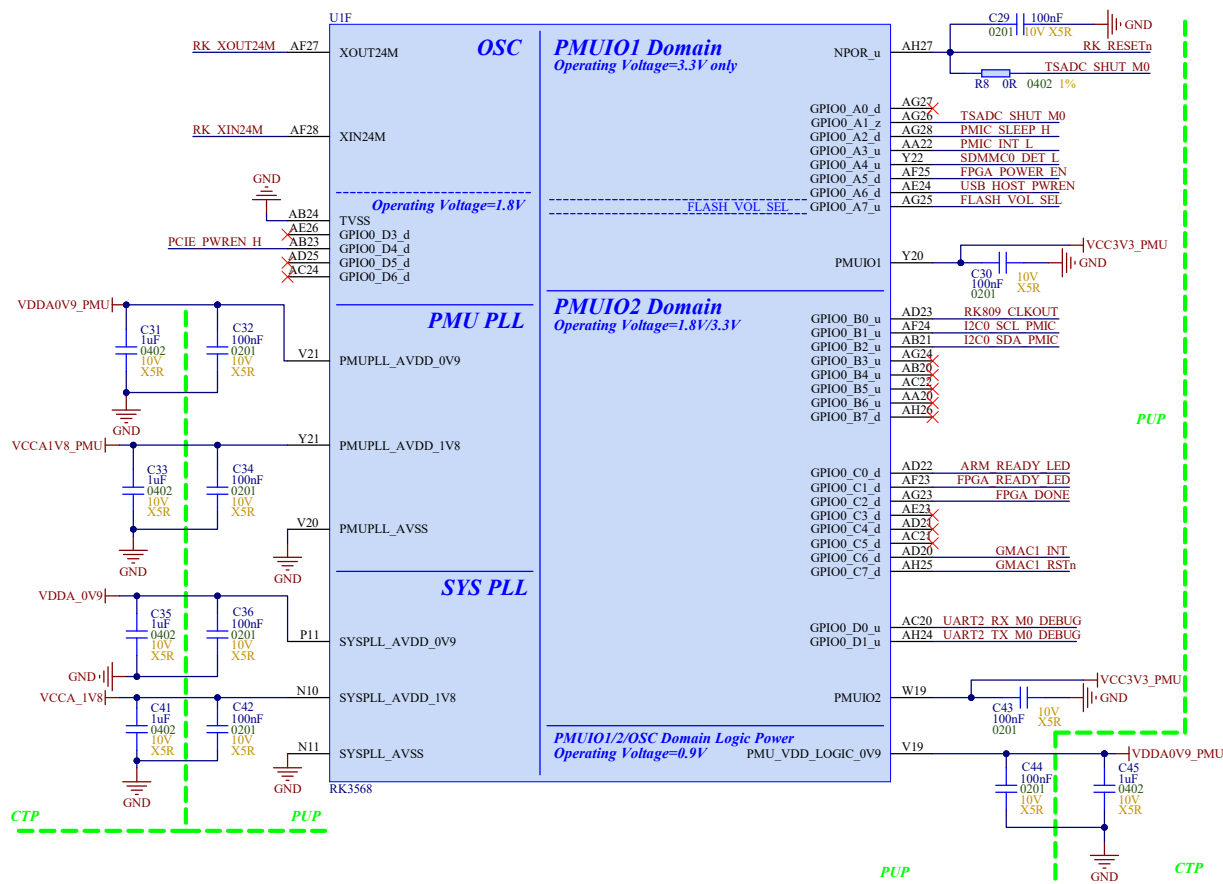 U1F
OSC
PMUIO1 Domain
Operating Voltage=3.3V only
RK_XOUT24M AF27 XOUT24M
RK_XIN24M AF28 XIN24M
Operating Voltage=1.8V
GND
AB24 TVSS
AE26 GPIO0_D3_d
PCIE_PWREN_H AB23 GPIO0_D4_d
AD25 GPIO0_D5_d
AC24 GPIO0_D6_d
PMU PLL
VDDA0V9_PMU
C31
1uF
0402
10V
X5R
C32
100nF
0201
10V
X5R
GND
V21 PMUPLL_AVDD_0V9
VCCA1V8_PMU
Y21 PMUPLL_AVDD_1V8
C33
1uF
0402
10V
X5R
C34
100nF
0201
10V
X5R
GND
V20 PMUPLL_AVSS
GND
SYS PLL
VDDA_0V9
C35
1uF
0402
10V
X5R
C36
100nF
0201
10V
X5R
GND
P11 SYSPLL_AVDD_0V9
VCCA_1V8
N10 SYSPLL_AVDD_1V8
C41
1uF
0402
10V
X5R
C42
100nF
0201
10V
X5R
GND
N11 SYSPLL_AVSS
GND
RK3568
CTP
PUP
C29 100nF
0201 10V X5R
GND
NPOR_u AH27 RK_RESETn
TSADC_SHUT_M0
R8 0R 0402 1%
GPIO0_A0_d AG27
GPIO0_A1_z AG26 TSADC_SHUT_M0
GPIO0_A2_d AG28 PMIC_SLEEP_H
GPIO0_A3_u AA22 PMIC_INT_L
GPIO0_A4_u Y22 SDMMC0_DET_L
GPIO0_A5_d AF25 FPGA_POWER_EN
GPIO0_A6_d AE24 USB_HOST_PWREN
FLASH_VOL_SEL GPIO0_A7_u AG25 FLASH_VOL_SEL
PMUIO1 Y20 VCC3V3_PMU
C30
100nF
0201
10V
X5R
GND
PMUIO2 Domain
Operating Voltage=1.8V/3.3V
GPIO0_B0_u AD23 RK809_CLKOUT
GPIO0_B1_u AF24 I2C0_SCL_PMIC
GPIO0_B2_u AB21 I2C0_SDA_PMIC
GPIO0_B3_u AG24
GPIO0_B4_u AB20
GPIO0_B5_u AC22
GPIO0_B6_u AA20
GPIO0_B7_d AH26
PUP
GPIO0_C0_d AD22 ARM_READY_LED
GPIO0_C1_d AF23 FPGA_READY_LED
GPIO0_C2_d AG23 FPGA_DONE
GPIO0_C3_d AE23
GPIO0_C4_d AD21
GPIO0_C5_d AC21
GPIO0_C6_d AD20 GMAC1_INT
GPIO0_C7_d AH25 GMAC1_RSTn
GPIO0_D0_u AC20 UART2_RX_M0_DEBUG
GPIO0_D1_u AH24 UART2_TX_M0_DEBUG
PMUIO2 W19 VCC3V3_PMU
C43
100nF
0201
10V
X5R
GND
PMUIO1/2/OSC Domain Logic Power
Operating Voltage=0.9V
PMU_VDD_LOGIC_0V9 V19 VDDA0V9_PMU
C44
100nF
0201
10V
X5R
C45
1uF
0402
10V
X5R
GND
PUP
CTP